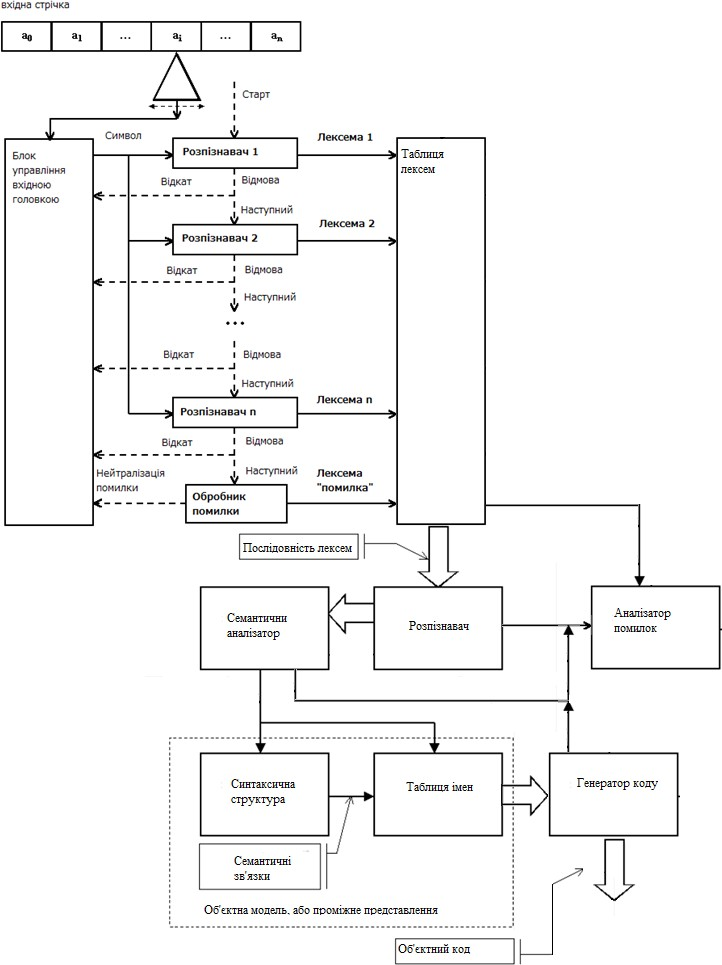 вхідна стрічка
a0 a1 ... ai ... an
Старт
Символ
Блок
управління
вхідною
головкою
Розпізнавач 1
Лексема 1
Таблиця
лексем
Відкат
Відмова
Наступний
Розпізнавач 2
Лексема 2
Відкат
Відмова
Наступний
...
Відкат
Відмова
Наступний
Розпізнавач n
Лексема n
Відкат
Відмова
Наступний
Нейтралізація
помилки
Обробник
помилки
Лексема
"помилка"
Послідовність лексем
Семантични
аналізатор
Розпізнавач
Аналізатор
помилок
Синтаксична
структура
Таблиця імен
Генератор коду
Семантичні
зв'язки
Об'єктна модель, або проміжне представлення
Об'єктний код